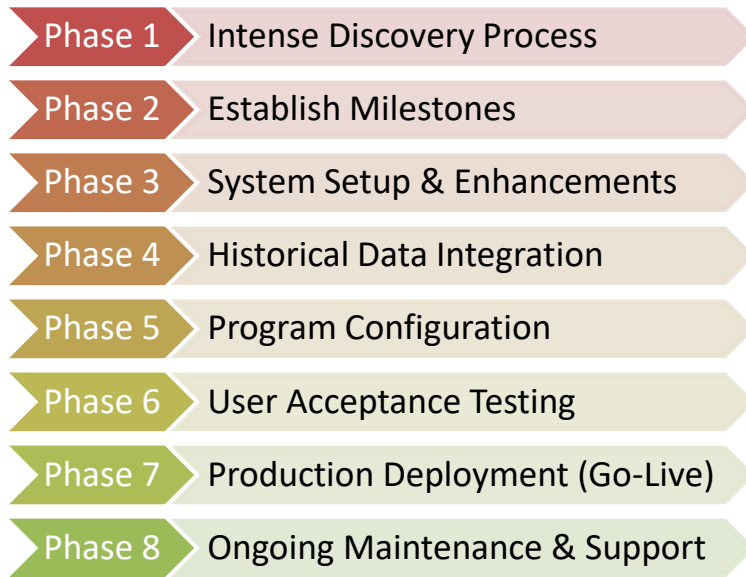 Phase 1 Intense Discovery Process
Phase 2 Establish Milestones
Phase 3 System Setup & Enhancements
Phase 4 Historical Data Integration
Phase 5 Program Configuration
Phase 6 User Acceptance Testing
Phase 7 Production Deployment (Go-Live)
Phase 8 Ongoing Maintenance & Support